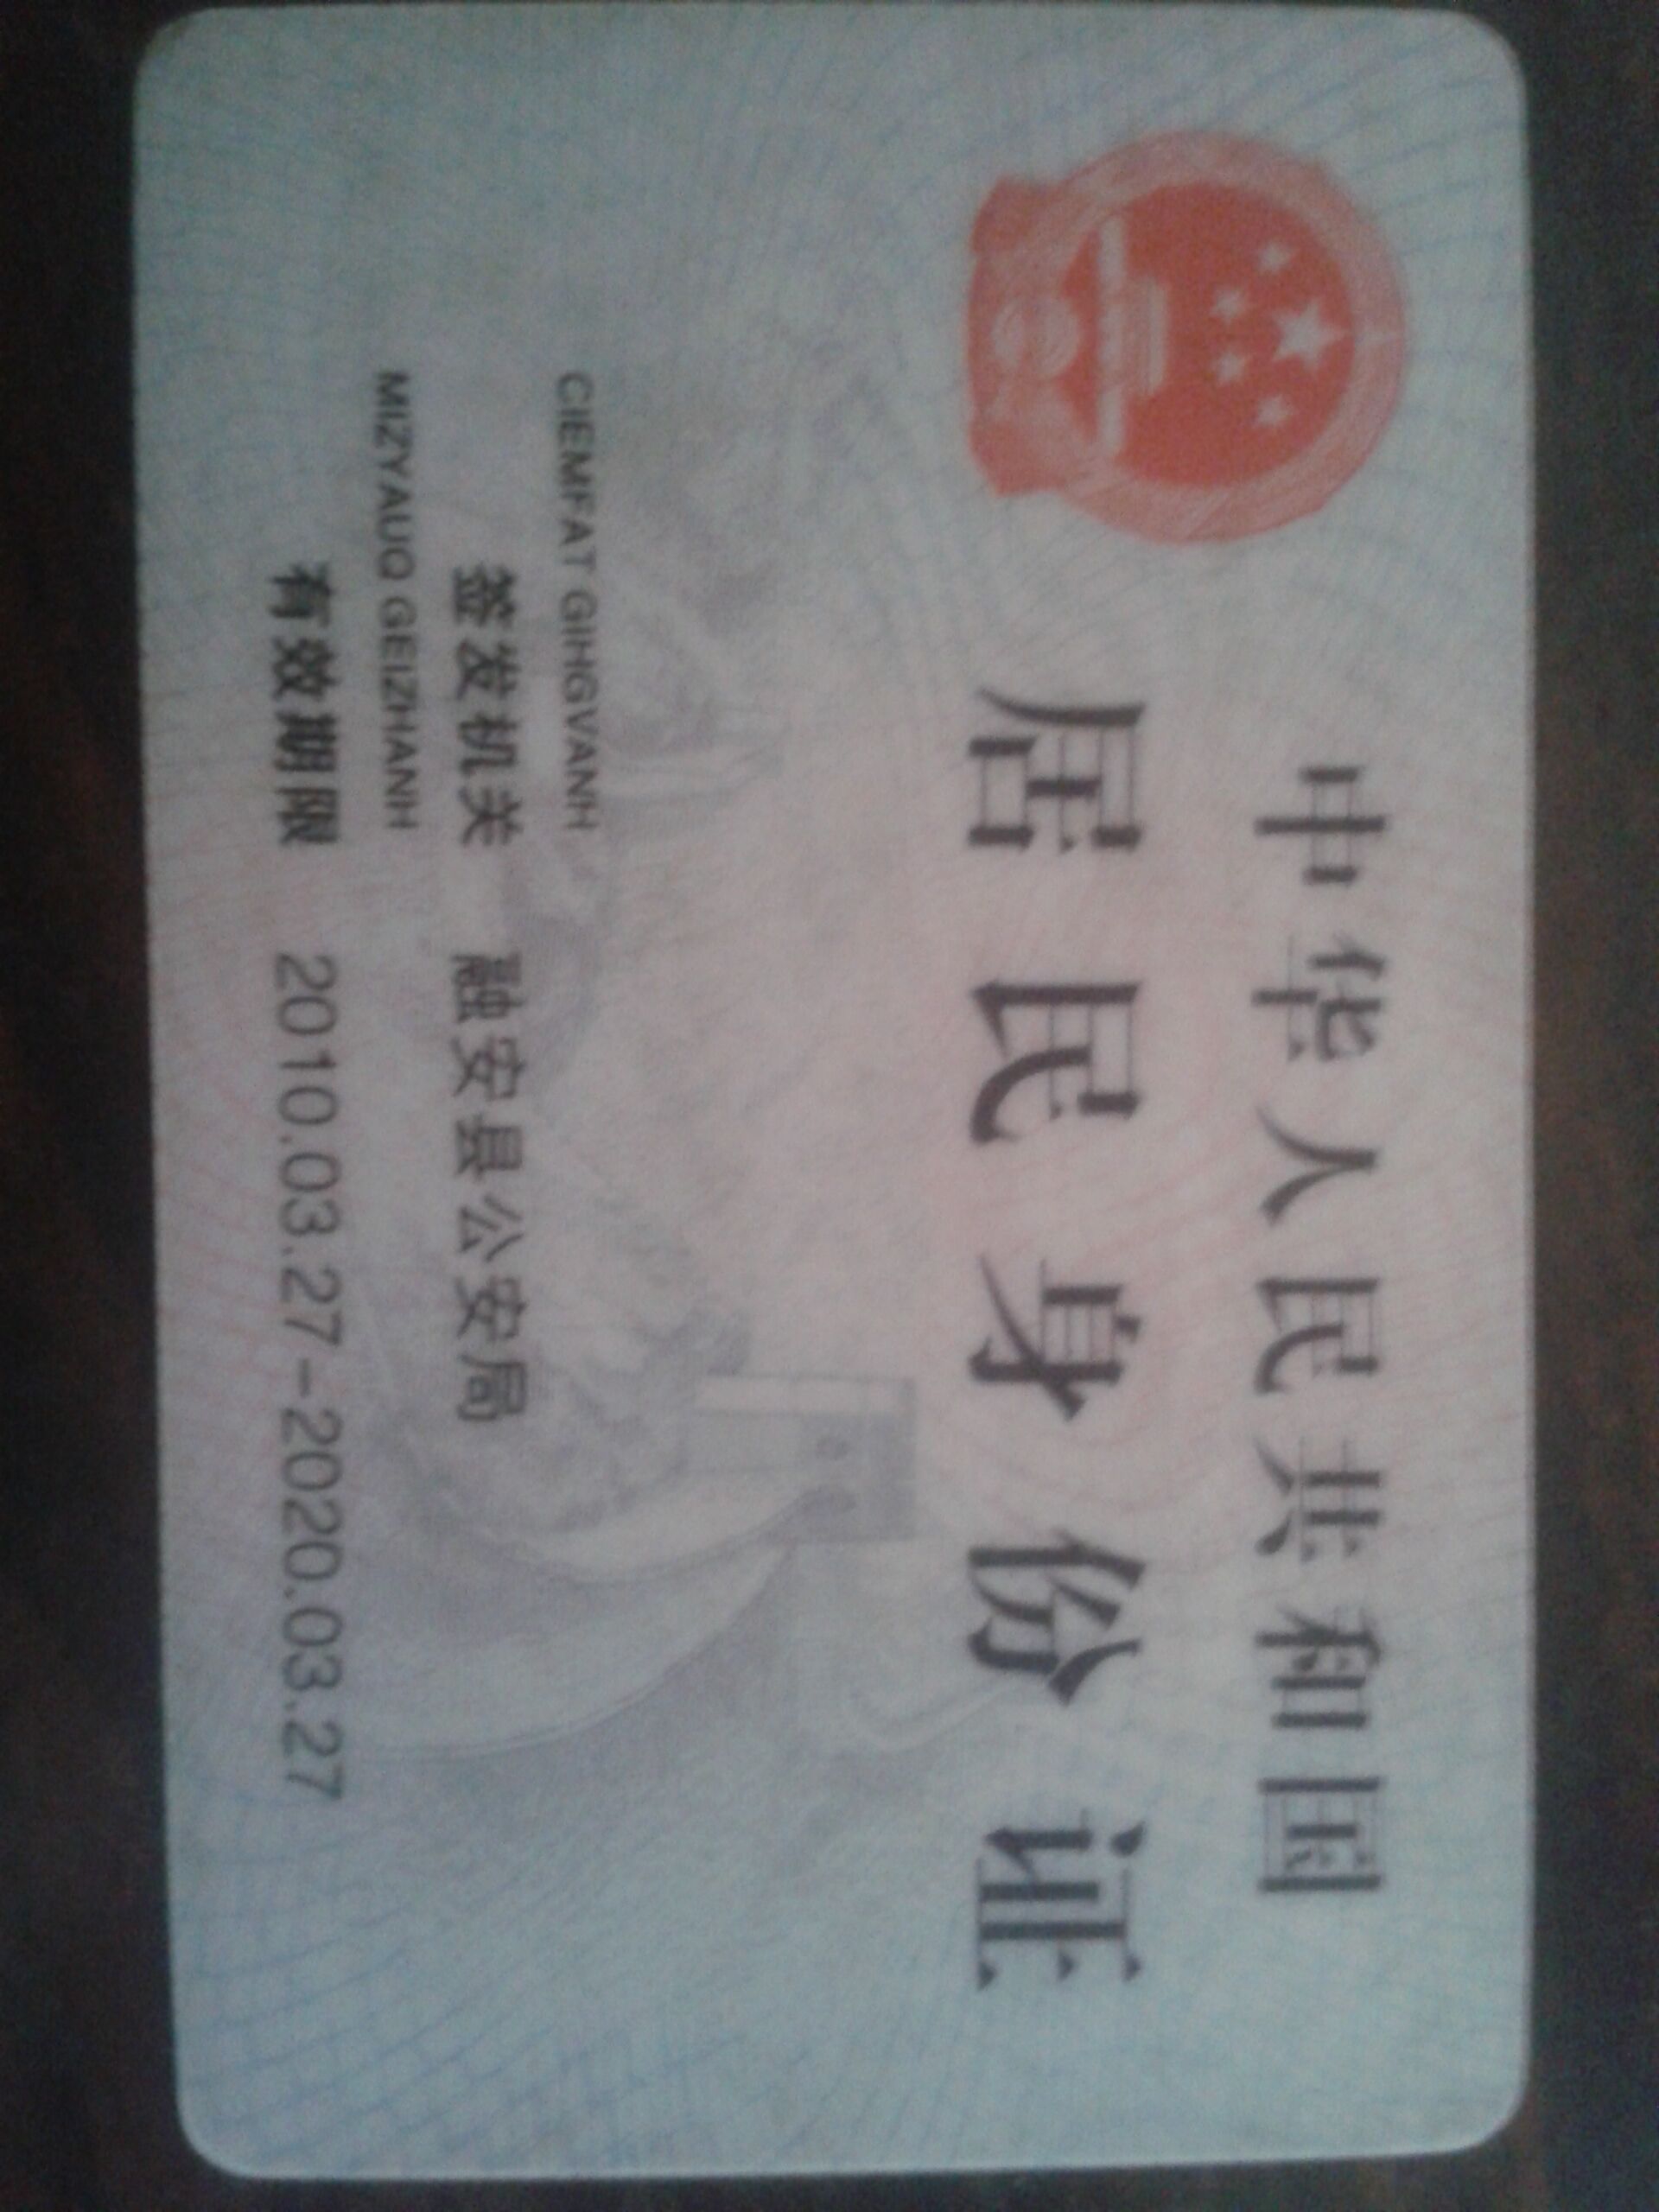 中华人民共和国
居民身份证
CIEMFAT GIHGVANH
签发机关 融安县公安局
MIZYAUQ GEIZHANH
有效期限 2010.03.27-2020.03.27